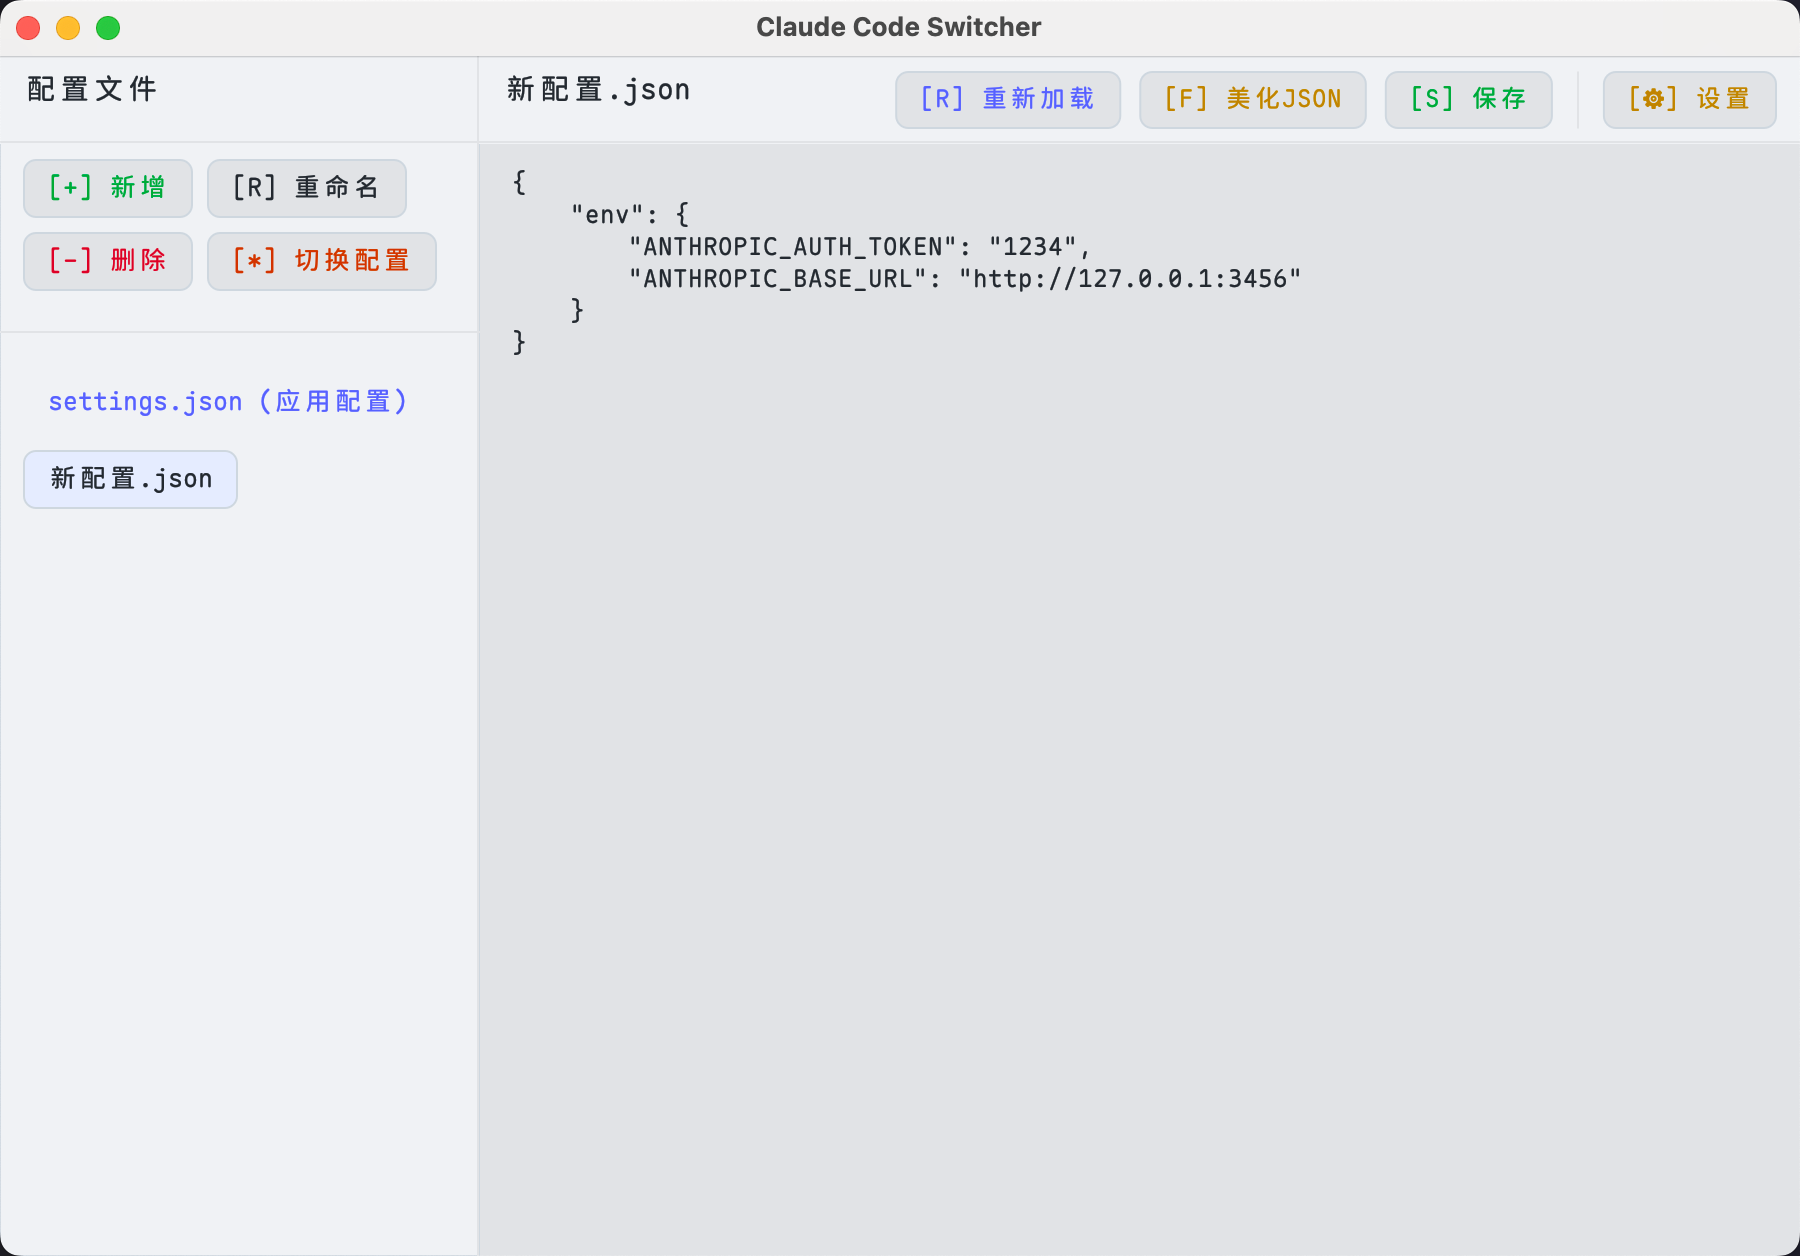 Claude Code Switcher
配置文件
新配置.json
[R] 重新加载
[F] 美化JSON
[S] 保存
[⚙] 设置
[+] 新增
[R] 重命名
[-] 删除
[*] 切换配置
settings.json (应用配置)
新配置.json
{
    "env": {
        "ANTHROPIC_AUTH_TOKEN": "1234",
        "ANTHROPIC_BASE_URL": "http://127.0.0.1:3456"
    }
}